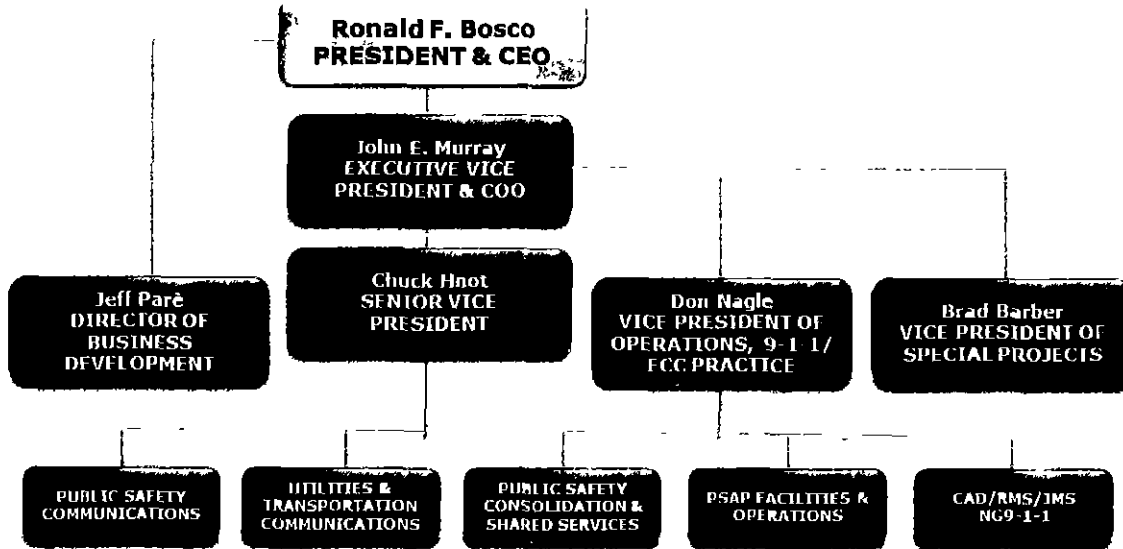 Ronald F. Bosco
PRESIDENT & CEO
John E. Murray
EXECUTIVE VICE
PRESIDENT & COO
Jeff Parè
DIRECTOR OF
BUSINESS
DEVELOPMENT
Chuck Hnot
SENIOR VICE
PRESIDENT
Don Nagle
VICE PRESIDENT OF
OPERATIONS, 9-1-1/
ECC PRACTICE
Brad Barber
VICE PRESIDENT OF
SPECIAL PROJECTS
PUBLIC SAFETY
COMMUNICATIONS
UTILITIES &
TRANSPORTATION
COMMUNICATIONS
PUBLIC SAFETY
CONSOLIDATION &
SHARED SERVICES
PSAP FACILITIES &
OPERATIONS
CAD/RMS/JMS
NG9-1-1